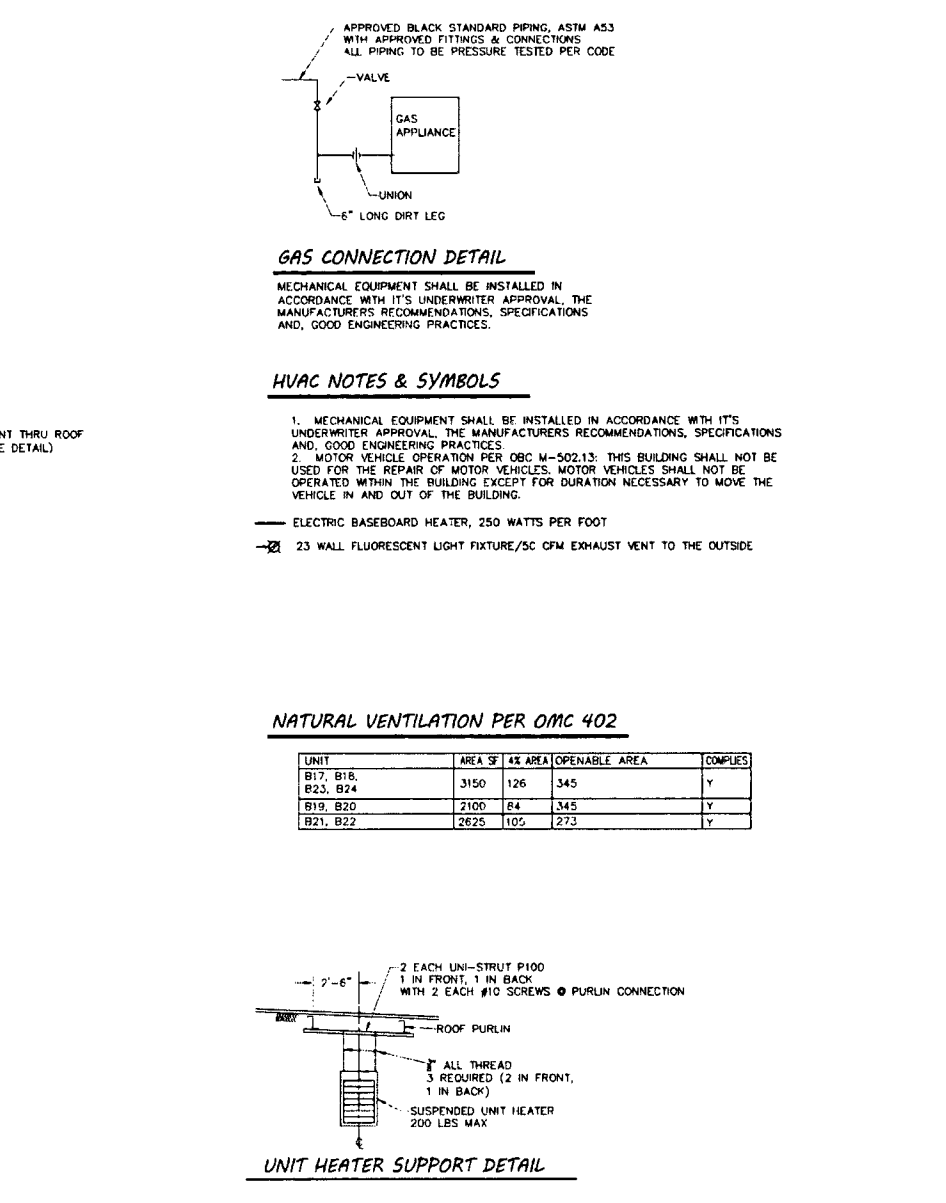 APPROVED BLACK STANDARD PIPING, ASTM A53
WITH APPROVED FITTINGS & CONNECTIONS
ALL PIPING TO BE PRESSURE TESTED PER CODE
VALVE
GAS
APPLIANCE
UNION
6" LONG DIRT LEG
GAS CONNECTION DETAIL
MECHANICAL EQUIPMENT SHALL BE INSTALLED IN
ACCORDANCE WITH IT'S UNDERWRITER APPROVAL, THE
MANUFACTURERS RECOMMENDATIONS, SPECIFICATIONS
AND, GOOD ENGINEERING PRACTICES.
HVAC NOTES & SYMBOLS
NT THRU ROOF
E DETAIL)
1. MECHANICAL EQUIPMENT SHALL BE INSTALLED IN ACCORDANCE WITH IT'S
UNDERWRITER APPROVAL, THE MANUFACTURERS RECOMMENDATIONS, SPECIFICATIONS
AND, GOOD ENGINEERING PRACTICES.
2. MOTOR VEHICLE OPERATION PER OBC M-502.13: THIS BUILDING SHALL NOT BE
USED FOR THE REPAIR OF MOTOR VEHICLES. MOTOR VEHICLES SHALL NOT BE
OPERATED WITHIN THE BUILDING EXCEPT FOR DURATION NECESSARY TO MOVE THE
VEHICLE IN AND OUT OF THE BUILDING.
ELECTRIC BASEBOARD HEATER, 250 WATTS PER FOOT
23 WALL FLUORESCENT LIGHT FIXTURE/50 CFM EXHAUST VENT TO THE OUTSIDE
NATURAL VENTILATION PER OMC 402
UNIT AREA SF 4% AREA OPENABLE AREA COMPLIES
B17, B18,
B23, B24 3150 126 345 Y
B19, B20 2100 84 345 Y
B21, B22 2625 105 273 Y
2 EACH UNI-STRUT P100
1 IN FRONT, 1 IN BACK
WITH 2 EACH #10 SCREWS @ PURLIN CONNECTION
2'-6"
ROOF PURLIN
ALL THREAD
3 REQUIRED (2 IN FRONT,
1 IN BACK)
SUSPENDED UNIT HEATER
200 LBS MAX
UNIT HEATER SUPPORT DETAIL